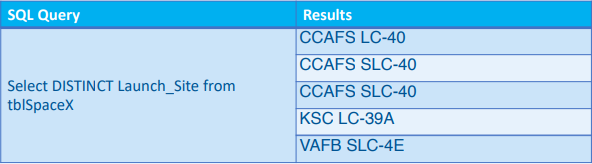 SQL Query
Results
Select DISTINCT Launch_Site from
tblSpaceX
CCAFS LC-40
CCAFS SLC-40
CCAFS SLC-40
KSC LC-39A
VAFB SLC-4E